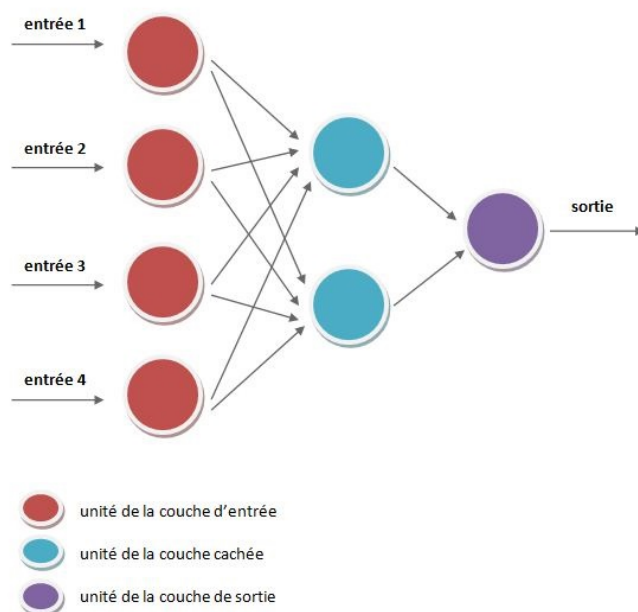 entrée 1
entrée 2
sortie
entrée 3
entrée 4
unité de la couche d'entrée
unité de la couche cachée
unité de la couche de sortie